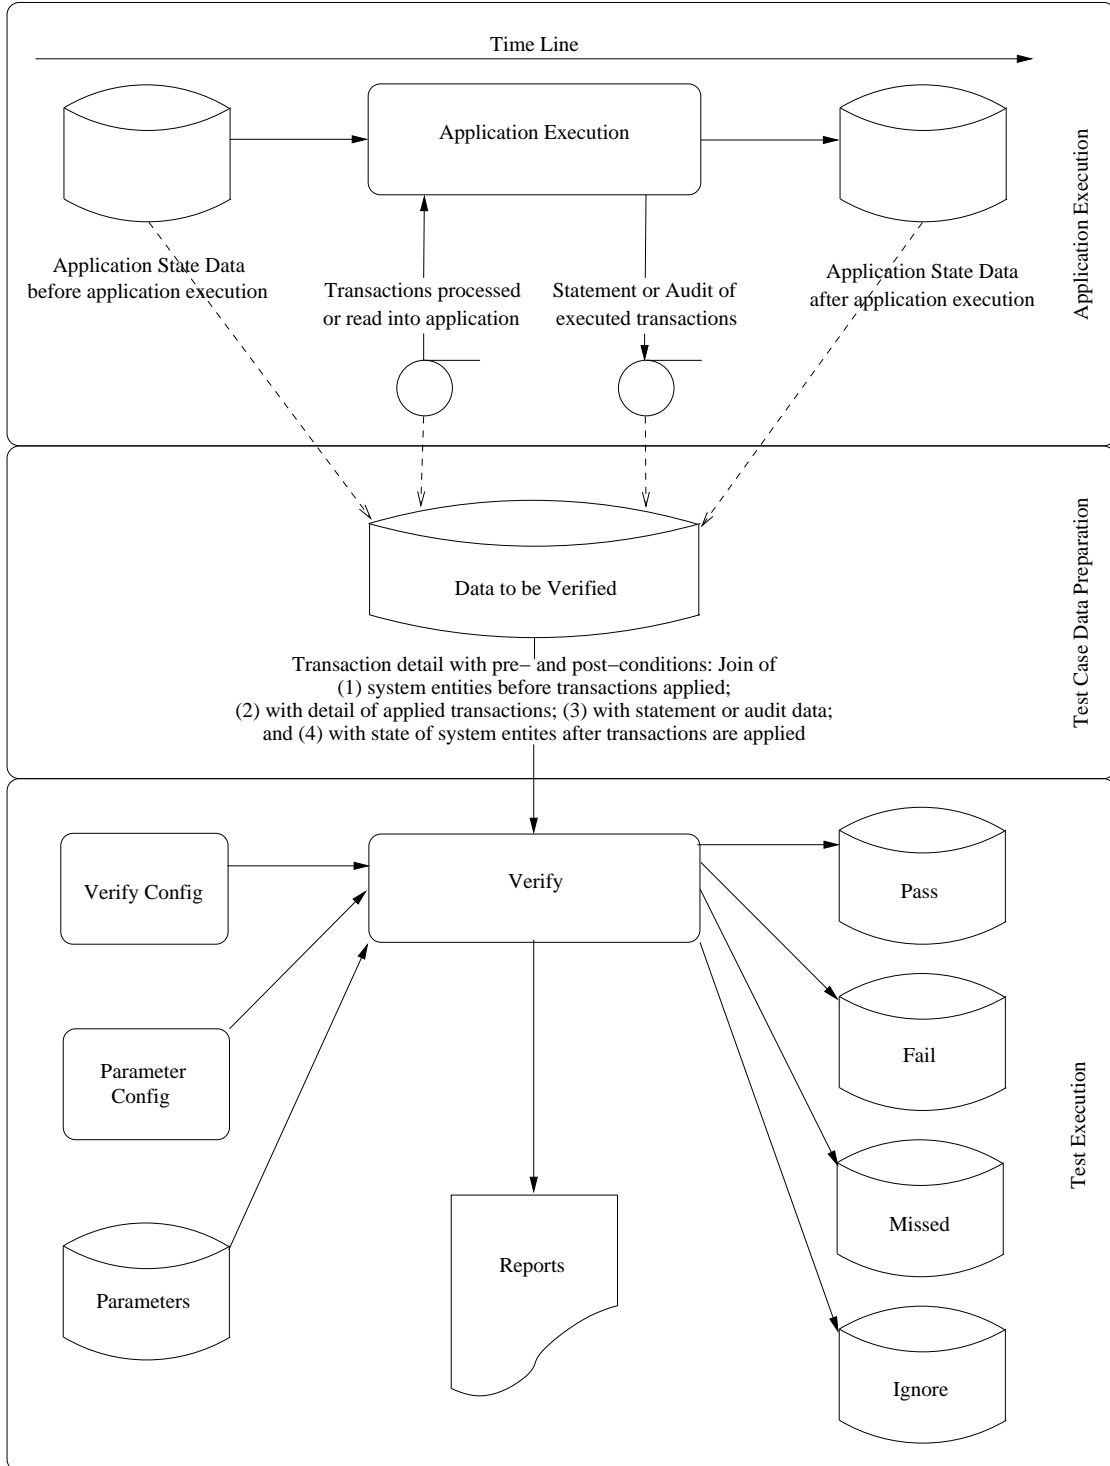 Time Line
Application Execution
Application Execution
Application State Data
before application execution
Transactions processed
or read into application
Statement or Audit of
executed transactions
Application State Data
after application execution
Data to be Verified
Test Case Data Preparation
Transaction detail with pre− and post−conditions: Join of
(1) system entities before transactions applied;
(2) with detail of applied transactions; (3) with statement or audit data;
and (4) with state of system entites after transactions are applied
Verify Config
Verify
Pass
Parameter
Config
Fail
Test Execution
Parameters
Reports
Missed
Ignore